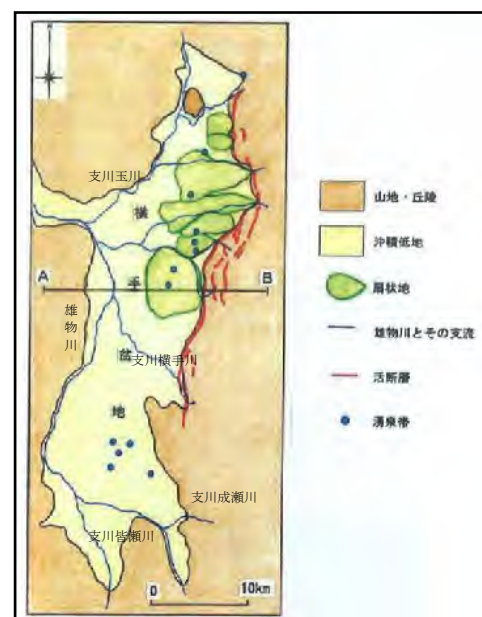 支川玉川
横
手
盆
地
A
B
雄物川
支川横手川
支川成瀬川
支川皆瀬川
0
10km
山地・丘陵
沖積低地
扇状地
雄物川とその支流
活断層
湧泉帯